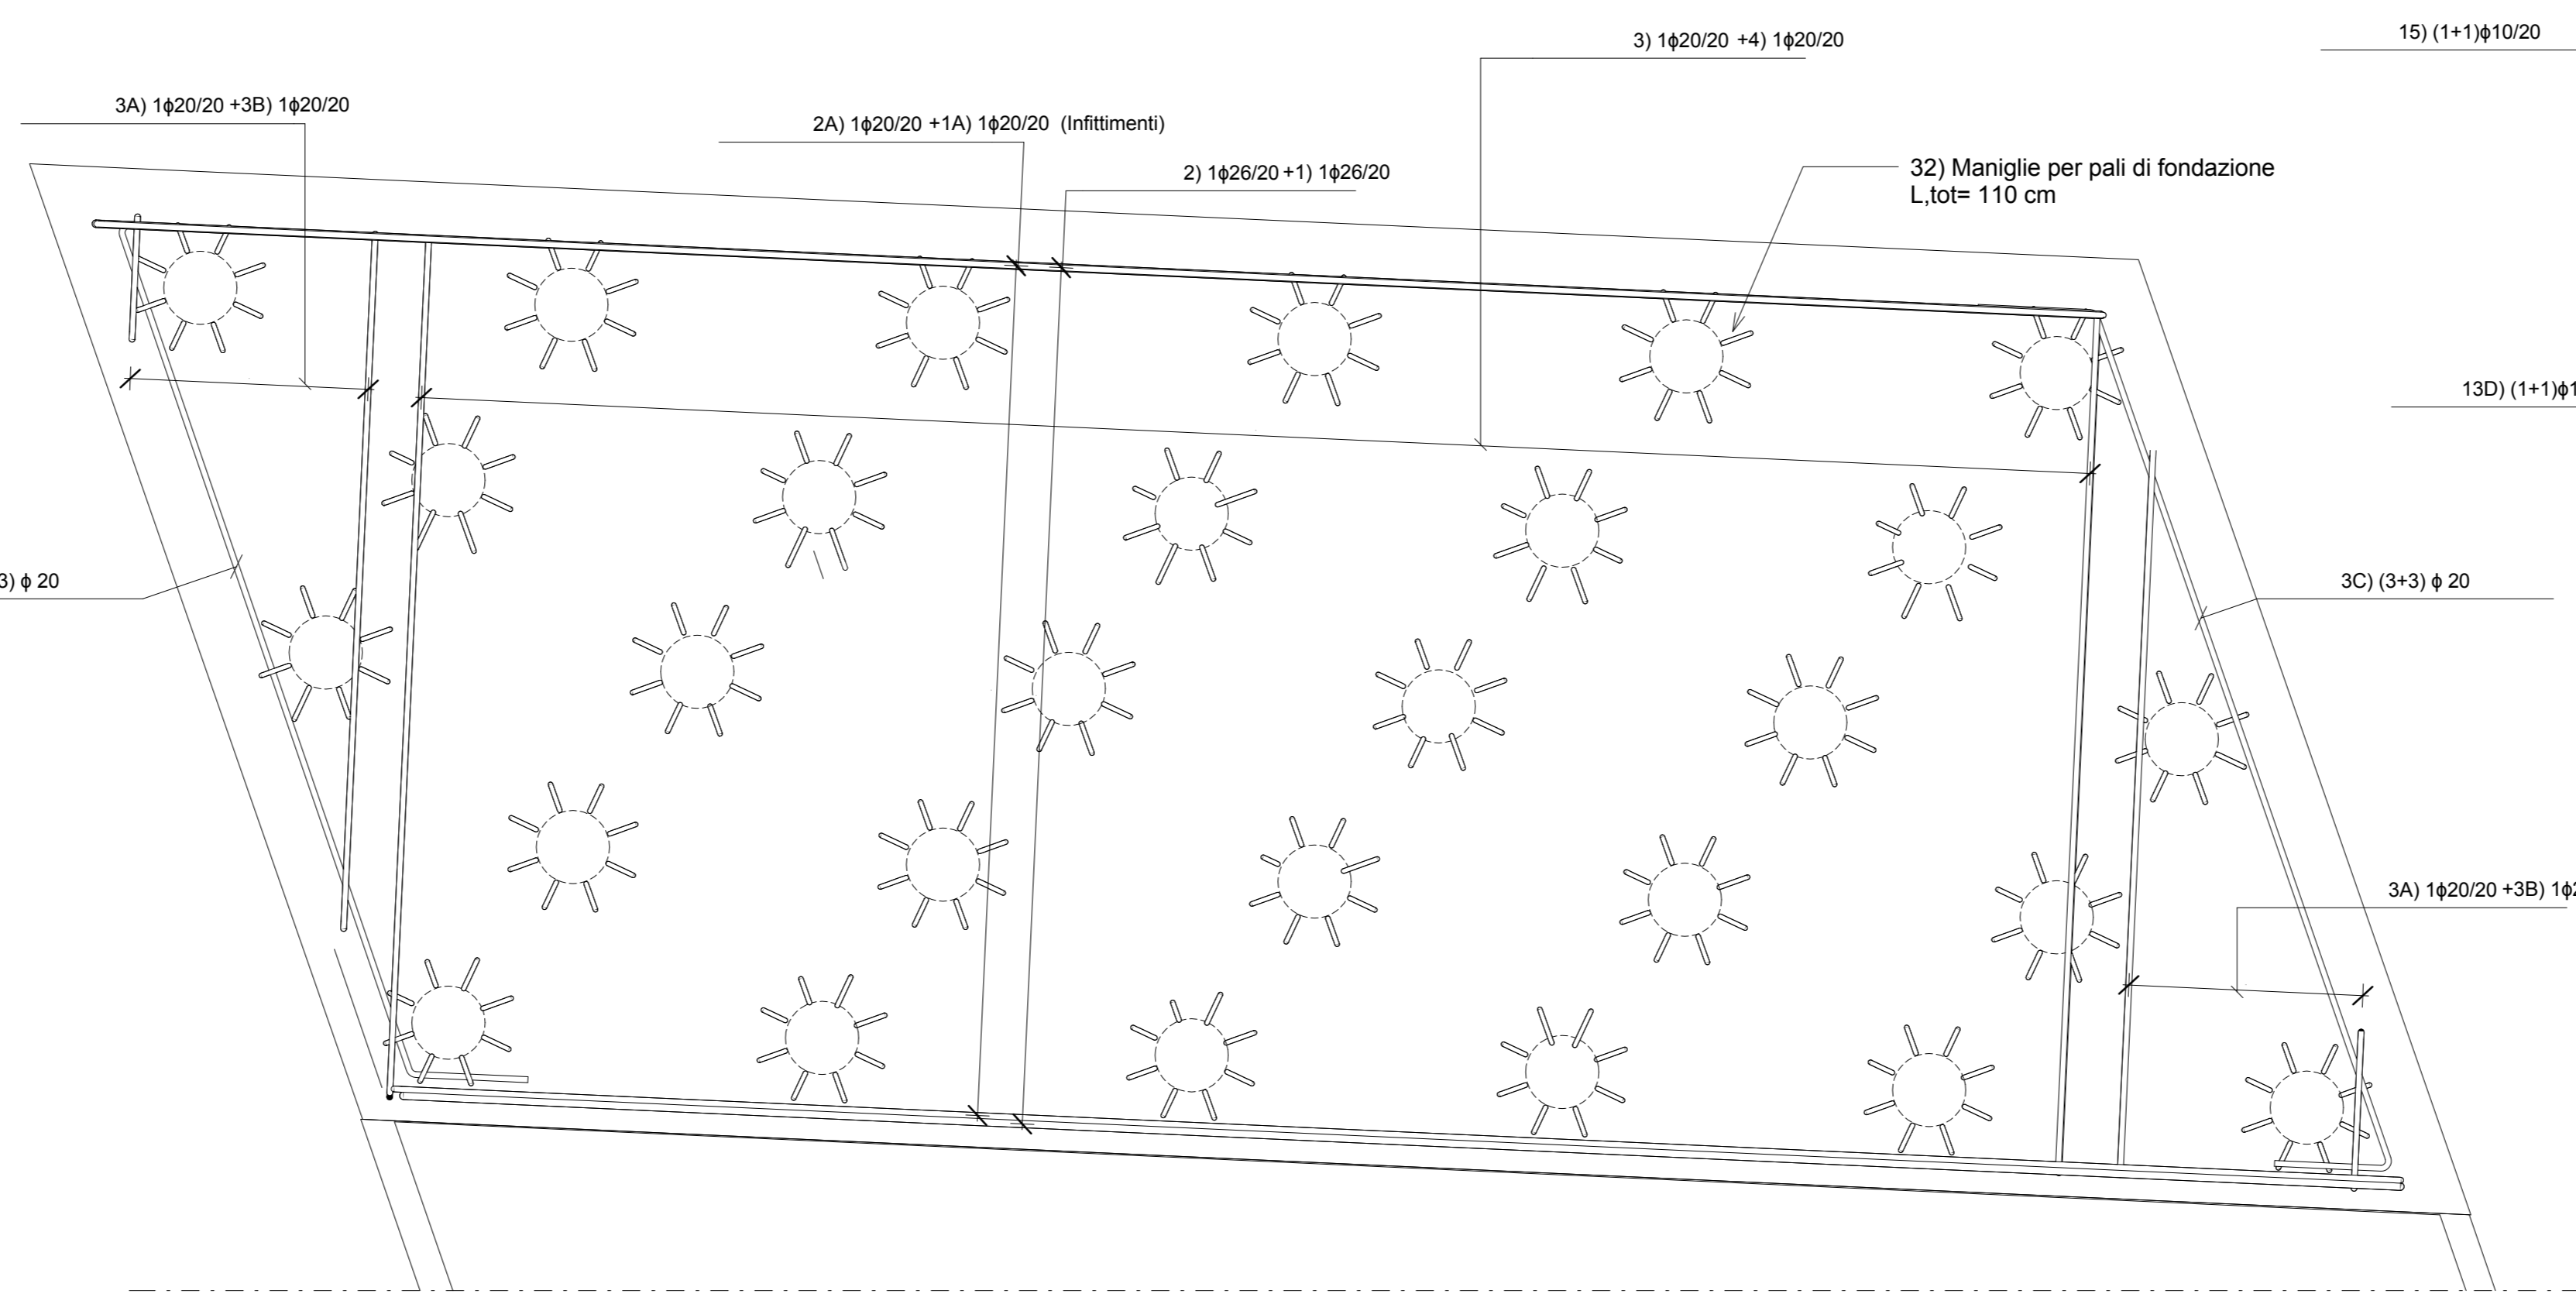 15) (1+1)ϕ10/20
3) 1ϕ20/20 +4) 1ϕ20/20
3A) 1ϕ20/20 +3B) 1ϕ20/20
2A) 1ϕ20/20 +1A) 1ϕ20/20 (Infittimenti)
2) 1ϕ26/20 +1) 1ϕ26/20
32) Maniglie per pali di fondazione
L,tot= 110 cm
13D) (1+1)ϕ1
3) ϕ 20
3C) (3+3) ϕ 20
3A) 1ϕ20/20 +3B) 1ϕ